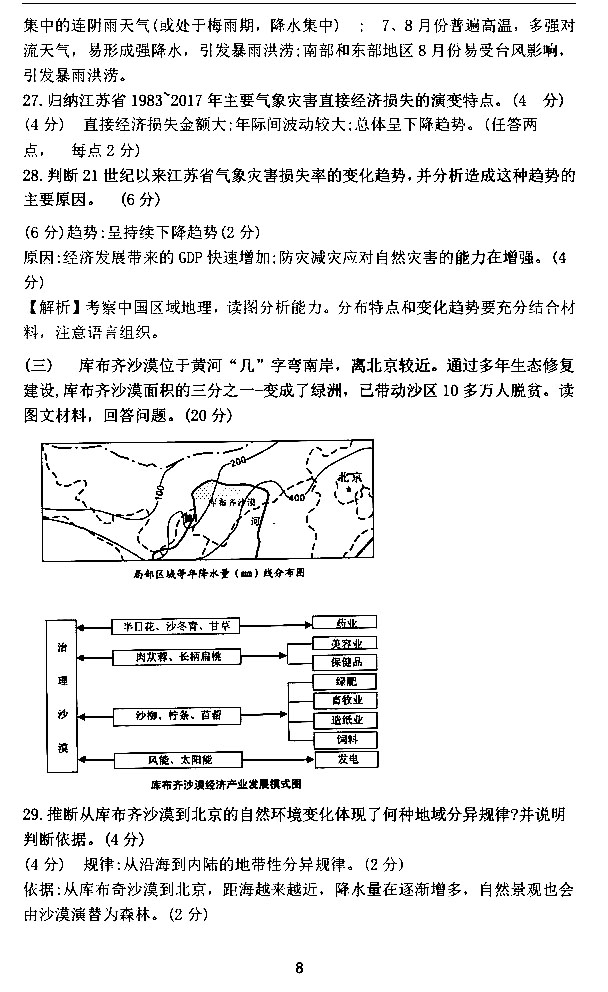 集中的连阴雨天气(或处于梅雨期，降水集中)　;　7、8月份普遍高温，多强对
流天气，易形成强降水，引发暴雨洪涝;南部和东部地区8月份易受台风影响，
引发暴雨洪涝。
27.归纳江苏省1983~2017年主要气象灾害直接经济损失的演变特点。(4　分)
(4分)　直接经济损失金额大;年际间波动较大;总体呈下降趋势。(任答两
点，　每点2分)
28.判断21世纪以来江苏省气象灾害损失率的变化趋势,并分析造成这种趋势的
主要原因。　(6分)
(6分)趋势:呈持续下降趋势(2分)
原因:经济发展带来的GDP快速增加;防灾减灾应对自然灾害的能力在增强。(4
分)
【解析】考察中国区域地理，读图分析能力。分布特点和变化趋势要充分结合材
料，注意语言组织。
(三)　库布齐沙漠位于黄河“几”字弯南岸，离北京较近。通过多年生态修复
建设,库布齐沙漠面积的三分之一-变成了绿洲，已带动沙区10多万人脱贫。读
图文材料，回答问题。(20分)
200
北京
100
库布齐沙漠
400
黄
河
局部区域等年降水量(mm)线分布图
治理沙漠
半日花、沙冬青、甘草
药业
肉苁蓉、长柄扁桃
美容业
保健品
沙柳、柠条、苜蓿
绿肥
畜牧业
造纸业
饲料
风能、太阳能
发电
库布齐沙漠经济产业发展模式图
29.推断从库布齐沙漠到北京的自然环境变化体现了何种地域分异规律?并说明
判断依据。(4分)
(4分)　规律:从沿海到内陆的地带性分异规律。(2分)
依据:从库布奇沙漠到北京，距海越来越近，降水量在逐渐增多，自然景观也会
由沙漠演替为森林。(2分)
8